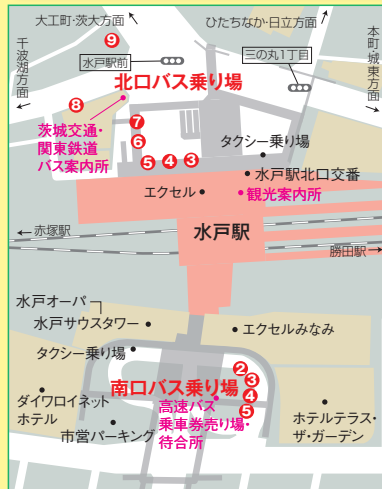 大工町・茨大方面
ひたちなか・日立方面
本町・城東方面
千波湖方面
9
水戸駅前
三の丸1丁目
北口バス乗り場
8
茨城交通・
関東鉄道
バス案内所
7
6
5
4
3
タクシー乗り場
水戸駅北口交番
エクセル
観光案内所
水戸駅
赤塚駅
勝田駅
水戸オーパ
水戸サウスタワー
エクセルみなみ
タクシー乗り場
南口バス乗り場
2
3
4
5
高速バス
乗車券売り場・
待合所
ダイワロイネット
ホテル
市営パーキング
ホテルテラス・
ザ・ガーデン